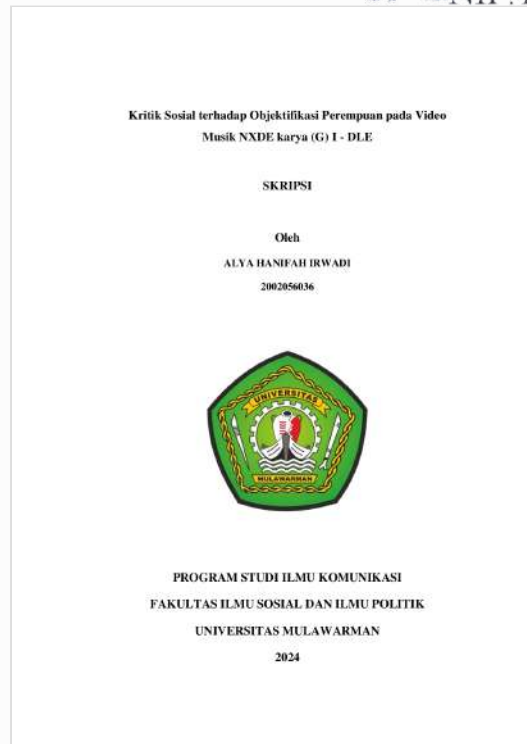 Kritik Sosial terhadap Objektifikasi Perempuan pada Video
Musik NXDE karya (G) I - DLE
SKRIPSI
Oleh
ALYA HANIFAH IRWADI
2002056036
UNIVERSITAS
MULAWARMAN
PROGRAM STUDI ILMU KOMUNIKASI
FAKULTAS ILMU SOSIAL DAN ILMU POLITIK
UNIVERSITAS MULAWARMAN
2024